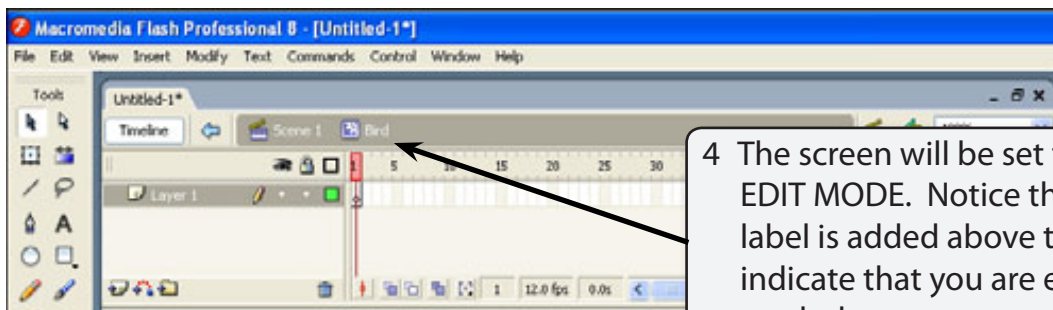 Macromedia Flash Professional 8 - [Untitled-1*]
File Edit View Insert Modify Text Commands Control Window Help
Tools
Untitled-1*
Timeline Scene 1 Bird
1 5 10 15 20 25 30
Layer 1
1 12.0 fps 0.0s
4 The screen will be set
EDIT MODE. Notice th
label is added above t
indicate that you are e